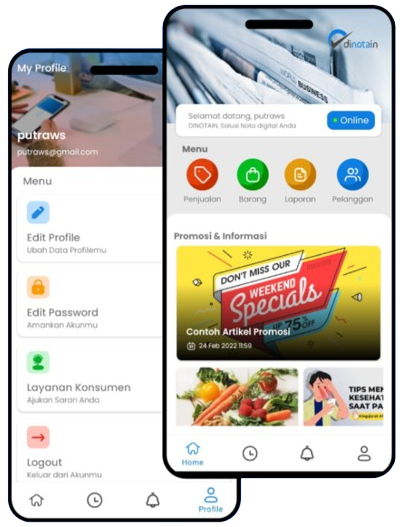 My Profile
putraws
putraws@gmail.com
Menu
Edit Profile
Ubah Data Profilemu
Edit Password
Amankan Akunmu
Layanan Konsumen
Ajukan Saran Anda
Logout
Keluar dari Akunmu
Profile
dinotain
WORLD BUSINESS
Selamat datang, putraws
DINOTAIN, Solusi Nota digital Anda
Online
Menu
Penjualan
Barang
Laporan
Pelanggan
Promosi & Informasi
DON'T MISS OUR
WEEKEND
Specials
75% OFF
Contoh Artikel Promosi
24 Feb 2022 11:59
TIPS MEN
KESEHAT
SAAT PA
Home